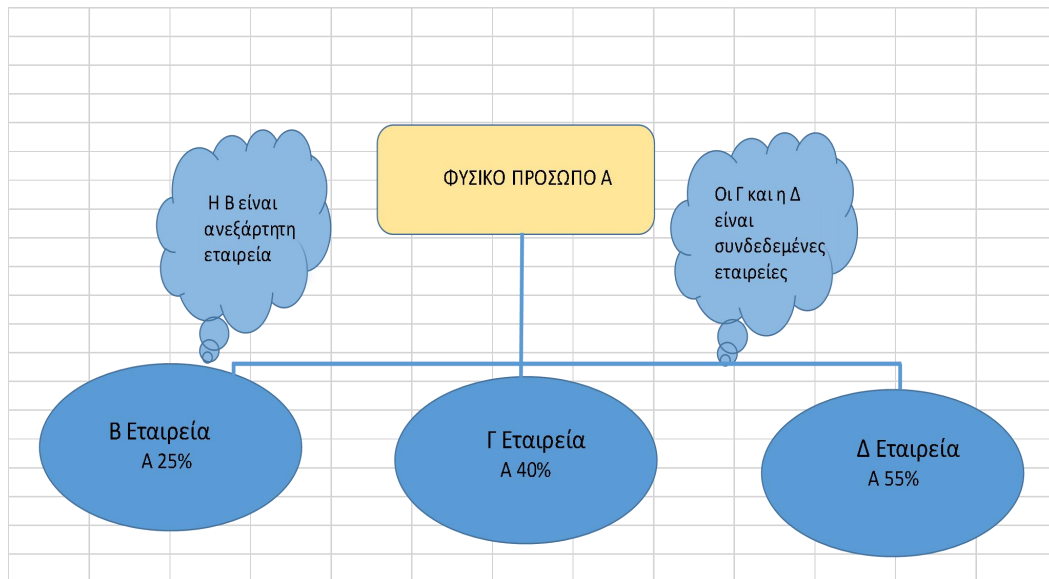 ΦΥΣΙΚΟ ΠΡΟΣΩΠΟ Α
Η Β είναι
ανεξάρτητη
εταιρεία
Οι Γ και η Δ
είναι
συνδεδεμένες
εταιρείες
Β Εταιρεία
Α 25%
Γ Εταιρεία
Α 40%
Δ Εταιρεία
Α 55%